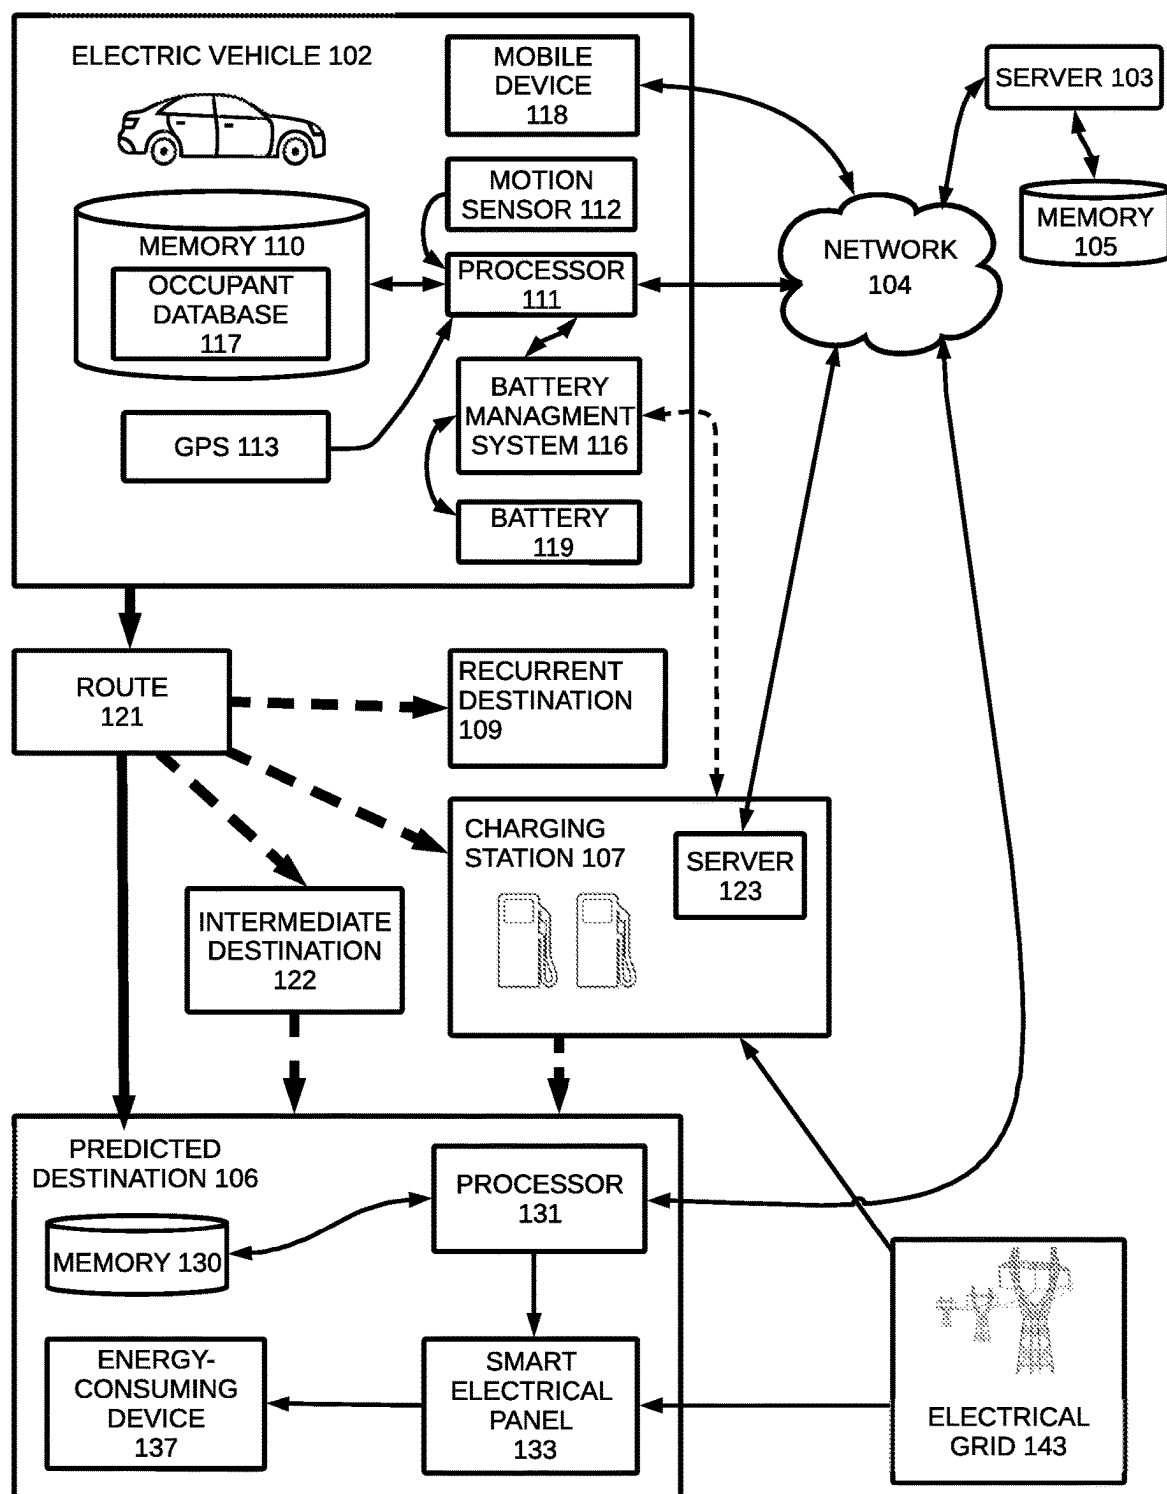 ELECTRIC VEHICLE 102
MOBILE
DEVICE
118
SERVER 103
MEMORY
105
MOTION
SENSOR 112
NETWORK
104
MEMORY 110
OCCUPANT
DATABASE
117
PROCESSOR
111
BATTERY
MANAGMENT
SYSTEM 116
GPS 113
BATTERY
119
ROUTE
121
RECURRENT
DESTINATION
109
CHARGING
STATION 107
SERVER
123
INTERMEDIATE
DESTINATION
122
PREDICTED
DESTINATION 106
PROCESSOR
131
MEMORY 130
ENERGY-
CONSUMING
DEVICE
137
SMART
ELECTRICAL
PANEL
133
ELECTRICAL
GRID 143